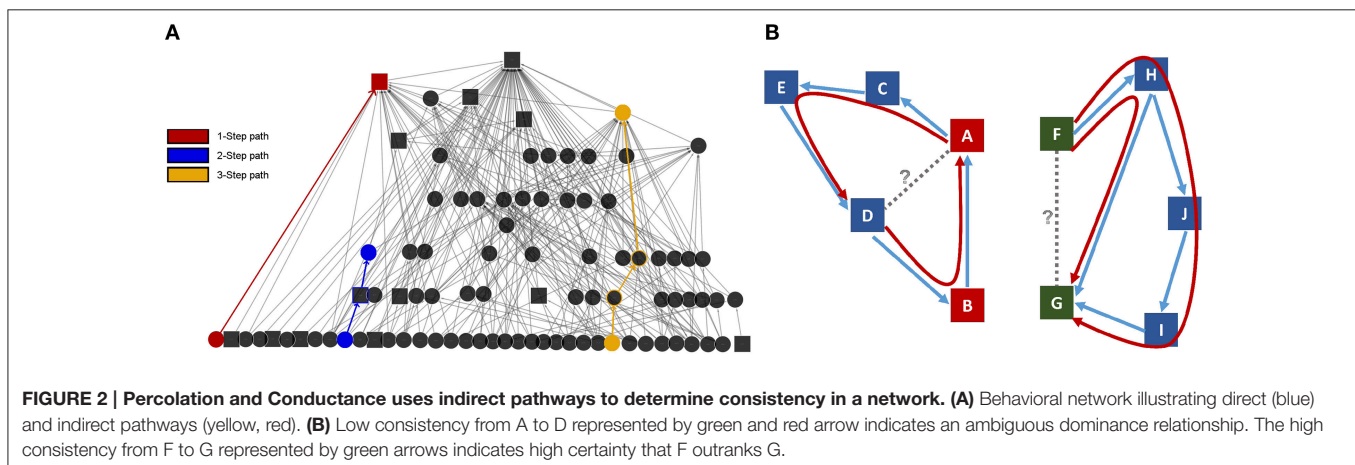 A
B
1-Step path
2-Step path
3-Step path
E
C
A
?
D
B
H
F
?
J
G
I
FIGURE 2 | Percolation and Conductance uses indirect pathways to determine consistency in a network. (A) Behavioral network illustrating direct (blue)
and indirect pathways (yellow, red). (B) Low consistency from A to D represented by green and red arrow indicates an ambiguous dominance relationship. The high
consistency from F to G represented by green arrows indicates high certainty that F outranks G.